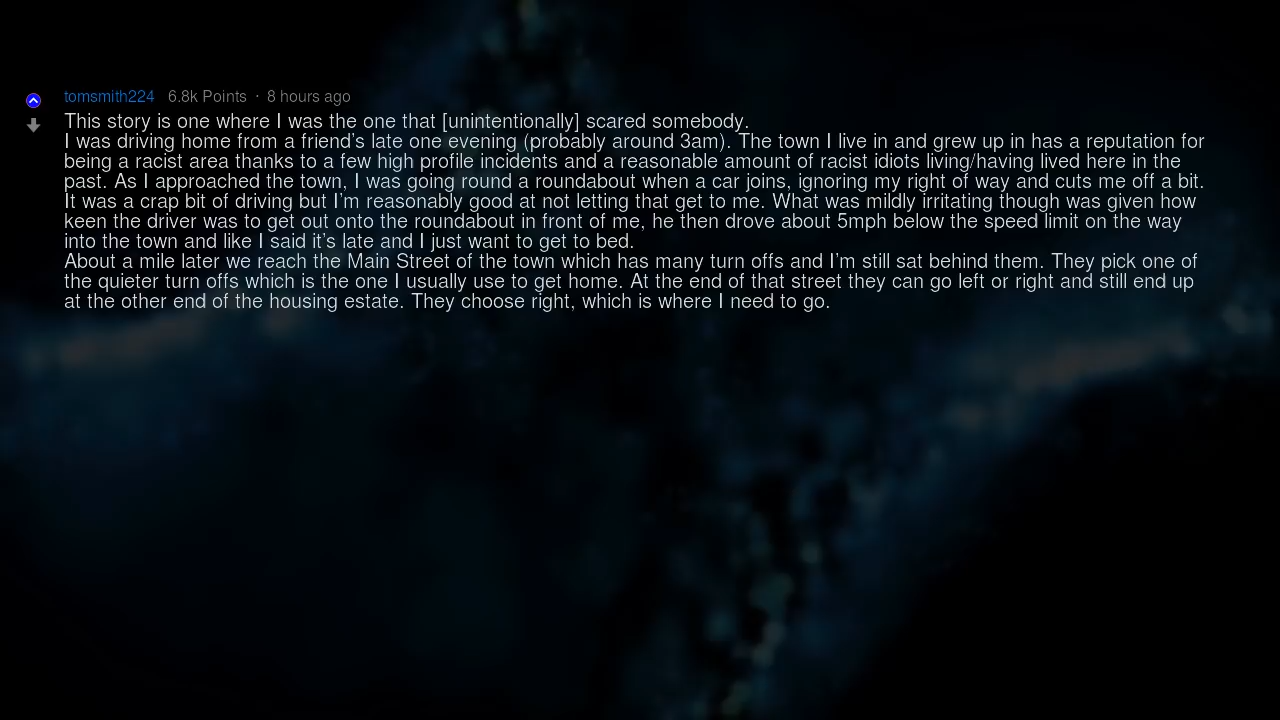 tomsmith224 6.8k Points · 8 hours ago
This story is one where I was the one that [unintentionally] scared somebody.
I was driving home from a friend's late one evening (probably around 3am). The town I live in and grew up in has a reputation for
being a racist area thanks to a few high profile incidents and a reasonable amount of racist idiots living/having lived here in the
past. As I approached the town, I was going round a roundabout when a car joins, ignoring my right of way and cuts me off a bit.
It was a crap bit of driving but I'm reasonably good at not letting that get to me. What was mildly irritating though was given how
keen the driver was to get out onto the roundabout in front of me, he then drove about 5mph below the speed limit on the way
into the town and like I said it's late and I just want to get to bed.
About a mile later we reach the Main Street of the town which has many turn offs and I'm still sat behind them. They pick one of
the quieter turn offs which is the one I usually use to get home. At the end of that street they can go left or right and still end up
at the other end of the housing estate. They choose right, which is where I need to go.